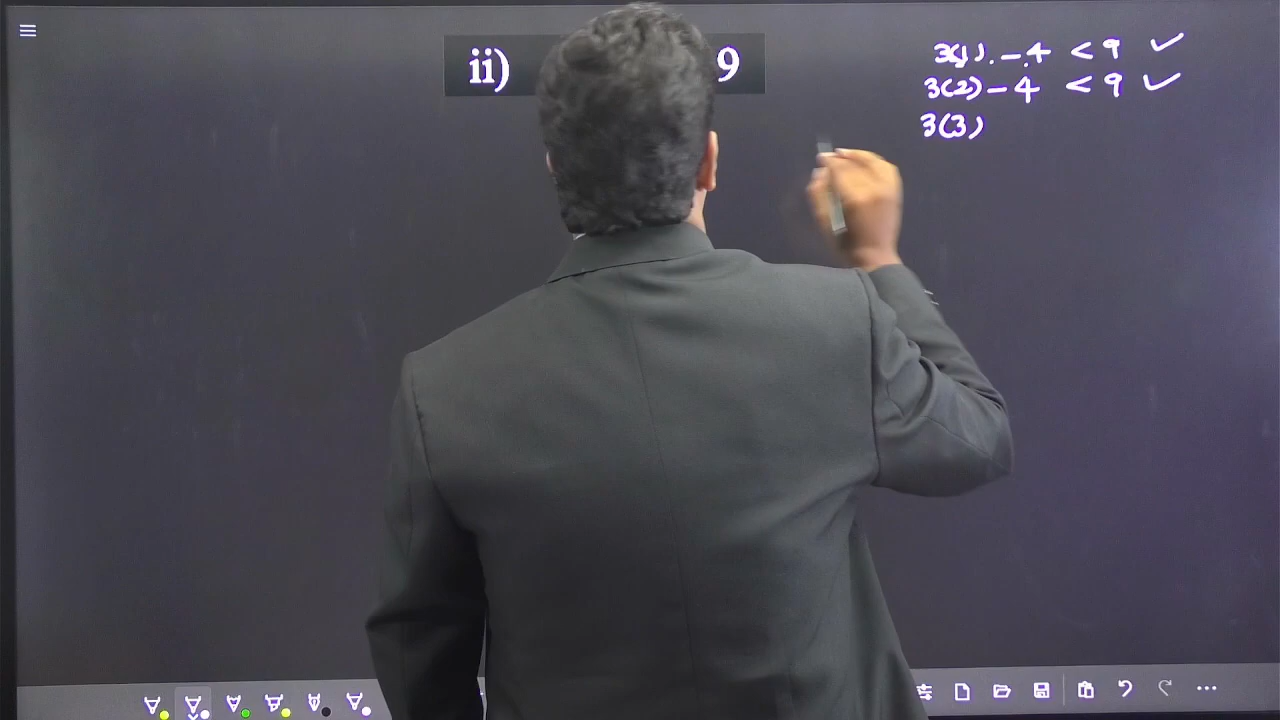 ii) 9
3(1) - 4 < 9 ✓
3(2) - 4 < 9 ✓
3(3)